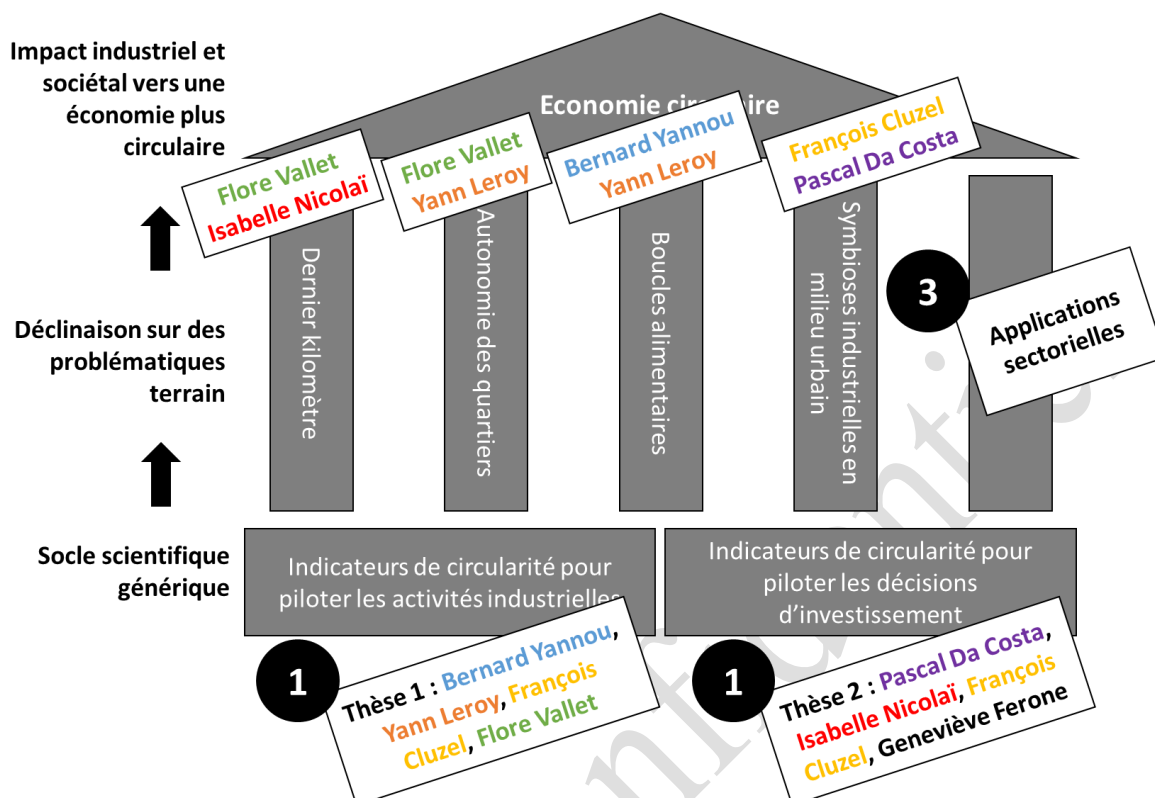 Impact industriel et
sociétal vers une
économie plus
circulaire
Economie circulaire
Flore Vallet
Isabelle Nicolaï
Flore Vallet
Yann Leroy
Bernard Yannou
Yann Leroy
François Cluzel
Pascal Da Costa
Déclinaison sur des
problématiques
terrain
Dernier kilomètre
Autonomie des quartiers
Boucles alimentaires
Symbioses industrielles en
milieu urbain
3
Applications
sectorielles
Socle scientifique
générique
Indicateurs de circularité pour
piloter les activités industrielles
Indicateurs de circularité pour
piloter les décisions
d’investissement
1
Thèse 1 : Bernard Yannou,
Yann Leroy, François
Cluzel, Flore Vallet
1
Thèse 2 : Pascal Da Costa,
Isabelle Nicolaï, François
Cluzel, Geneviève Ferone